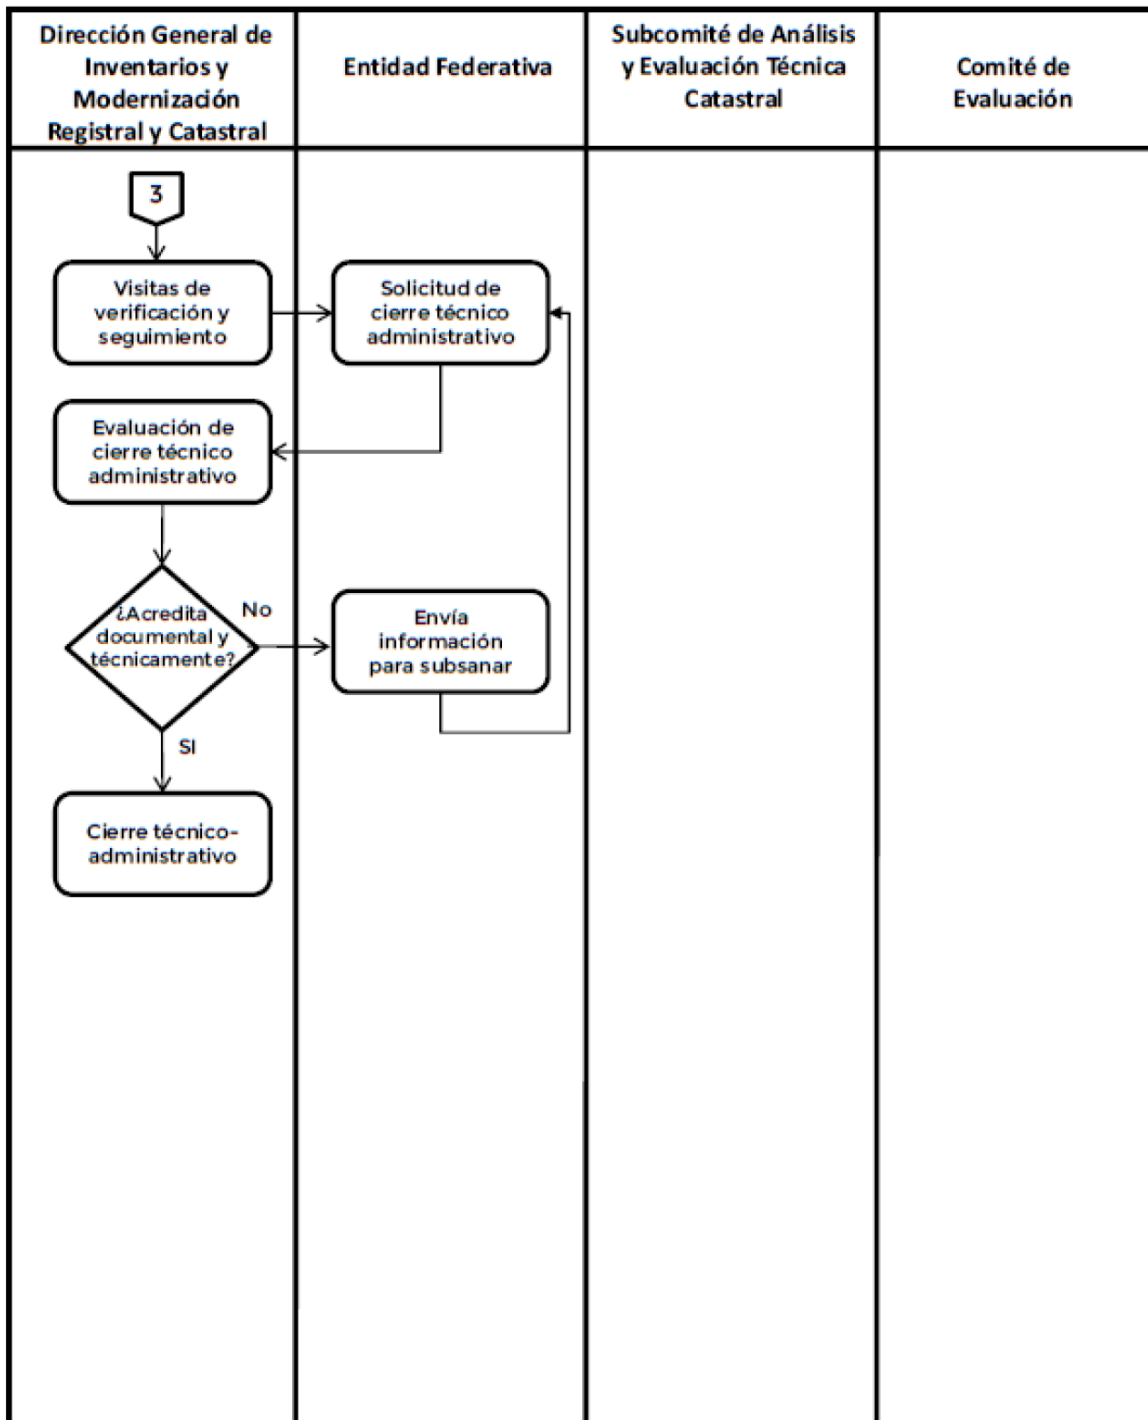 Dirección General de
Inventarios y
Modernización
Registral y Catastral
Entidad Federativa
Subcomité de Análisis
y Evaluación Técnica
Catastral
Comité de
Evaluación
3
Visitas de
verificación y
seguimiento
Solicitud de
cierre técnico
administrativo
Evaluación de
cierre técnico
administrativo
¿Acredita
documental y
técnicamente?
No
Envía
información
para subsanar
SI
Cierre técnico-
administrativo